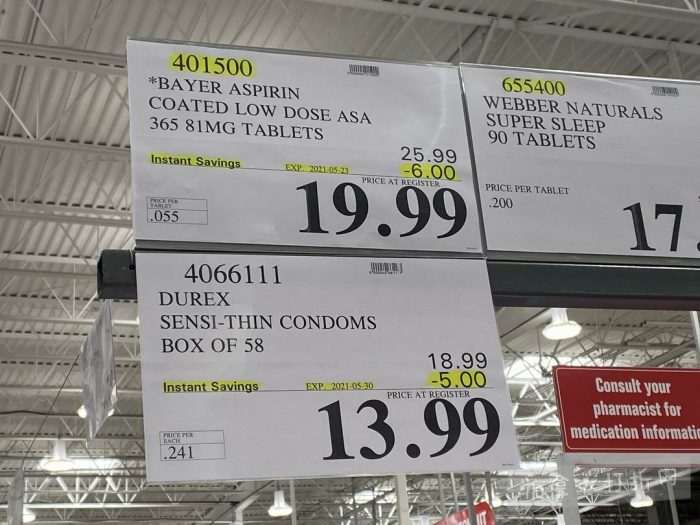 401500
*BAYER ASPIRIN
COATED LOW DOSE ASA
365 81MG TABLETS
25.99
Instant Savings EXP. 2021-05-23 -6.00
PRICE AT REGISTER
19.99
PRICE PER
TABLET
.055
655400
WEBBER NATURALS
SUPER SLEEP
90 TABLETS
PRICE PER TABLET
.200
17.
4066111
DUREX
SENSI-THIN CONDOMS
BOX OF 58
18.99
Instant Savings EXP. 2021-05-30 -5.00
PRICE AT REGISTER
13.99
PRICE PER
EACH
.241
Consult your
pharmacist for
medication informatio